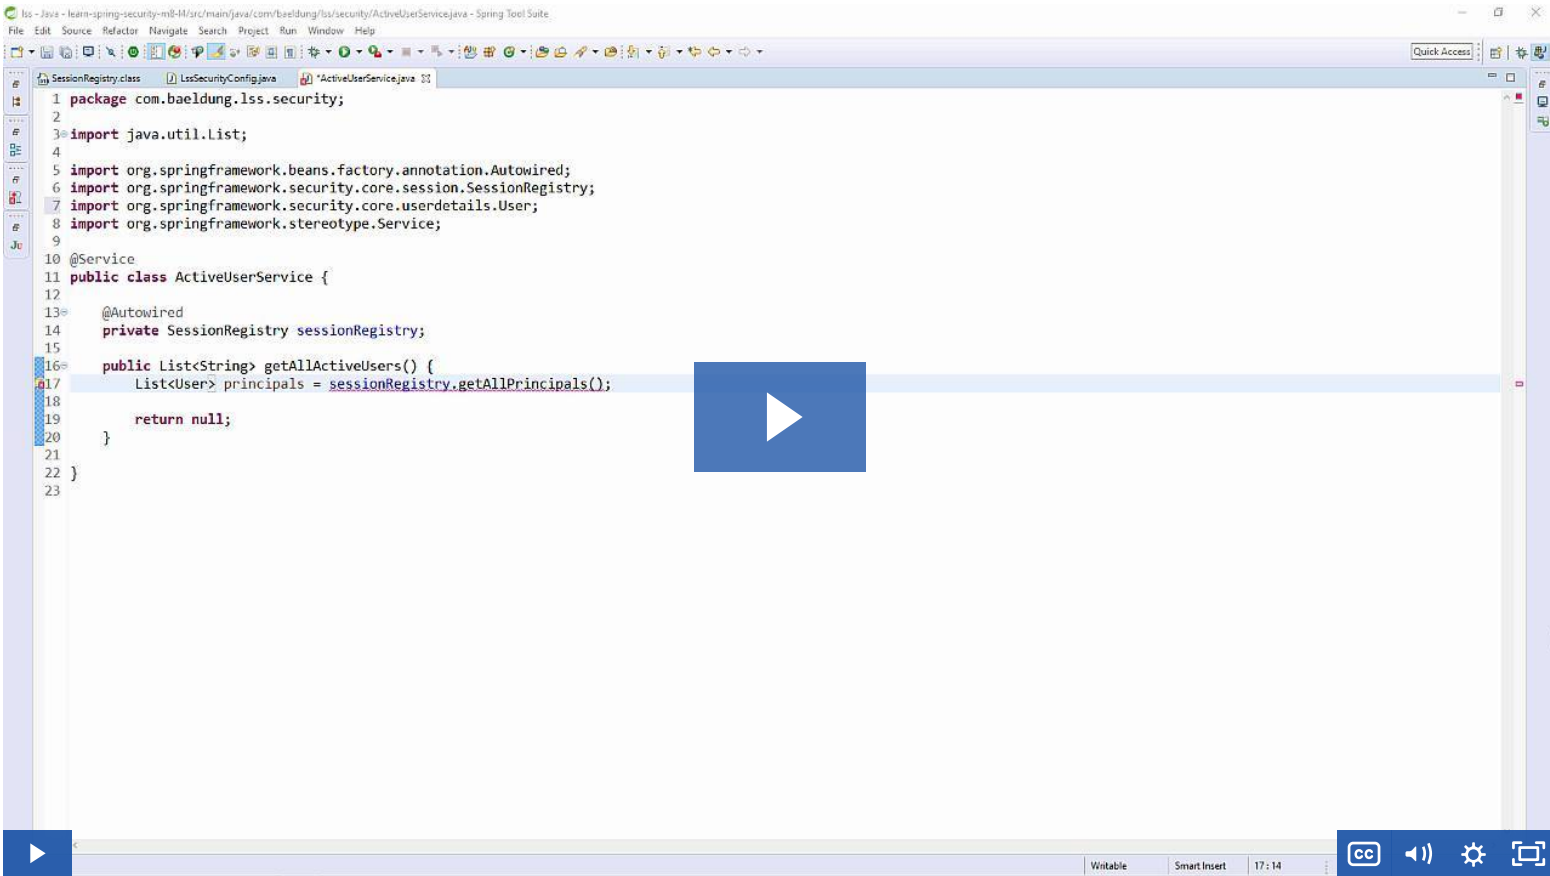 lss - Java - learn-spring-security-m8-l4/src/main/java/com/baeldung/lss/security/ActiveUserService.java - Spring Tool Suite
File Edit Source Refactor Navigate Search Project Run Window Help
Quick Access
SessionRegistry.class LssSecurityConfig.java *ActiveUserService.java
1 package com.baeldung.lss.security;
2
3 import java.util.List;
4
5 import org.springframework.beans.factory.annotation.Autowired;
6 import org.springframework.security.core.session.SessionRegistry;
7 import org.springframework.security.core.userdetails.User;
8 import org.springframework.stereotype.Service;
9
10 @Service
11 public class ActiveUserService {
12
13 @Autowired
14 private SessionRegistry sessionRegistry;
15
16 public List<String> getAllActiveUsers() {
17 List<User> principals = sessionRegistry.getAllPrincipals();
18
19 return null;
20 }
21
22 }
23
Ju
CC
Writable Smart Insert 17 : 14